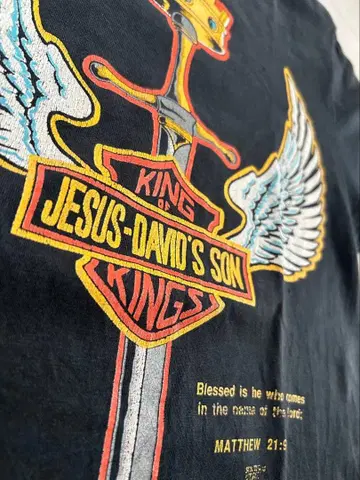 KING
OF
JESUS-DAVID'S SON
KINGS
Blessed is he who comes
in the name of the lord:
MATTHEW 21:9